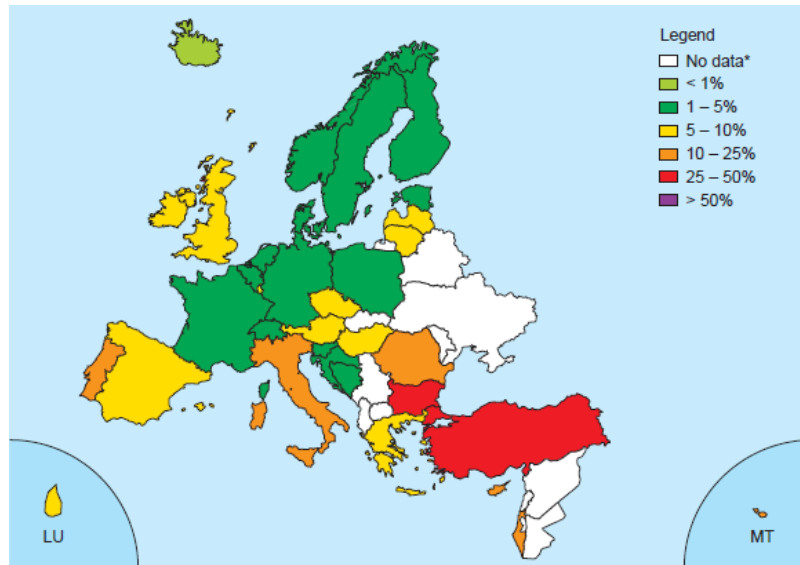 Legend
No data*
< 1%
1 – 5%
5 – 10%
10 – 25%
25 – 50%
> 50%
LU
MT